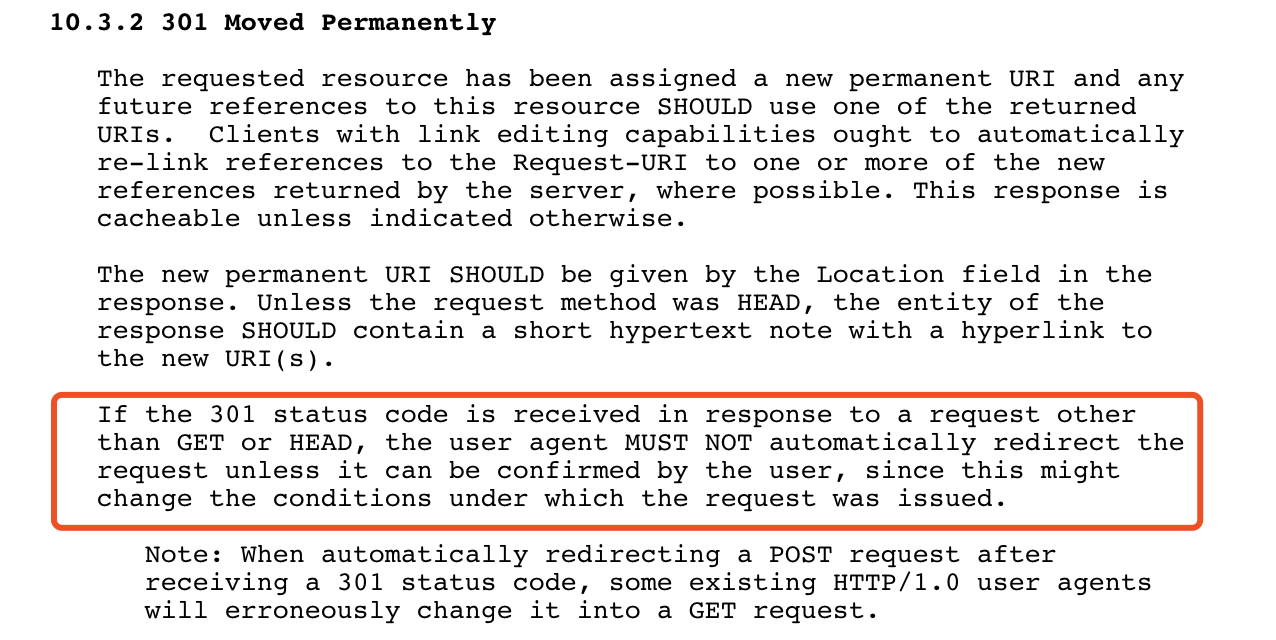 10.3.2 301 Moved Permanently
The requested resource has been assigned a new permanent URI and any
future references to this resource SHOULD use one of the returned
URIs.  Clients with link editing capabilities ought to automatically
re-link references to the Request-URI to one or more of the new
references returned by the server, where possible. This response is
cacheable unless indicated otherwise.
The new permanent URI SHOULD be given by the Location field in the
response. Unless the request method was HEAD, the entity of the
response SHOULD contain a short hypertext note with a hyperlink to
the new URI(s).
If the 301 status code is received in response to a request other
than GET or HEAD, the user agent MUST NOT automatically redirect the
request unless it can be confirmed by the user, since this might
change the conditions under which the request was issued.
Note: When automatically redirecting a POST request after
receiving a 301 status code, some existing HTTP/1.0 user agents
will erroneously change it into a GET request.